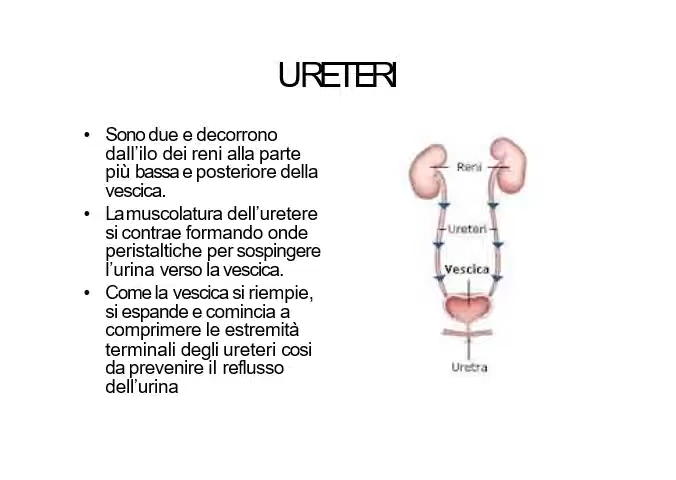 URETERI
• Sono due e decorrono
dall’ilo dei reni alla parte
più bassa e posteriore della
vescica.
• La muscolatura dell’uretere
si contrae formando onde
peristaltiche per sospingere
l’urina verso la vescica.
• Come la vescica si riempie,
si espande e comincia a
comprimere le estremità
terminali degli ureteri cosi
da prevenire il reflusso
dell’urina
Reni
Ureteri
Vescica
Uretra